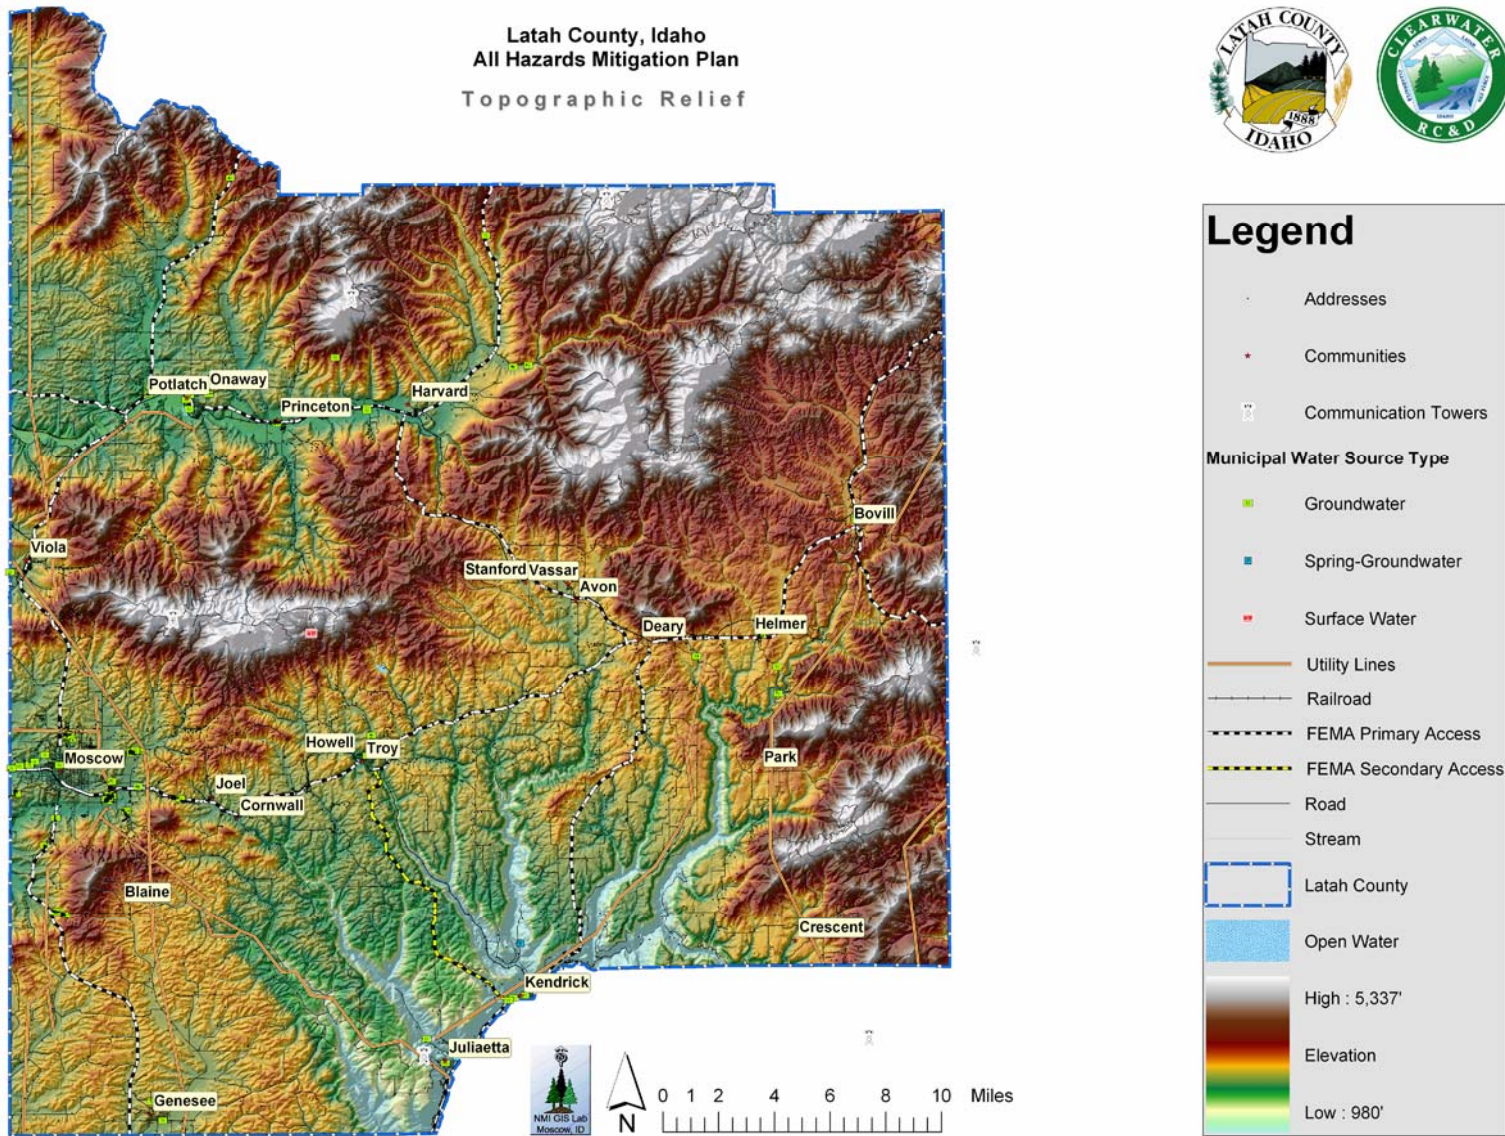 Latah County, Idaho
All Hazards Mitigation Plan
Topographic Relief
LATAH COUNTY
1888
IDAHO
CLEARWATER
IDAHO
RC&D
Legend
Addresses
Communities
Communication Towers
Municipal Water Source Type
Groundwater
Spring-Groundwater
Surface Water
Utility Lines
Railroad
FEMA Primary Access
FEMA Secondary Access
Road
Stream
Latah County
Open Water
High : 5,337'
Elevation
Low : 980'
Potlatch
Onaway
Princeton
Harvard
Bovill
Viola
Stanford
Vassar
Avon
Deary
Helmer
Howell
Troy
Moscow
Park
Joel
Cornwall
Blaine
Crescent
Kendrick
Juliaetta
Genesee
NMI GIS Lab
Moscow, ID
N
0 1 2 4 6 8 10 Miles